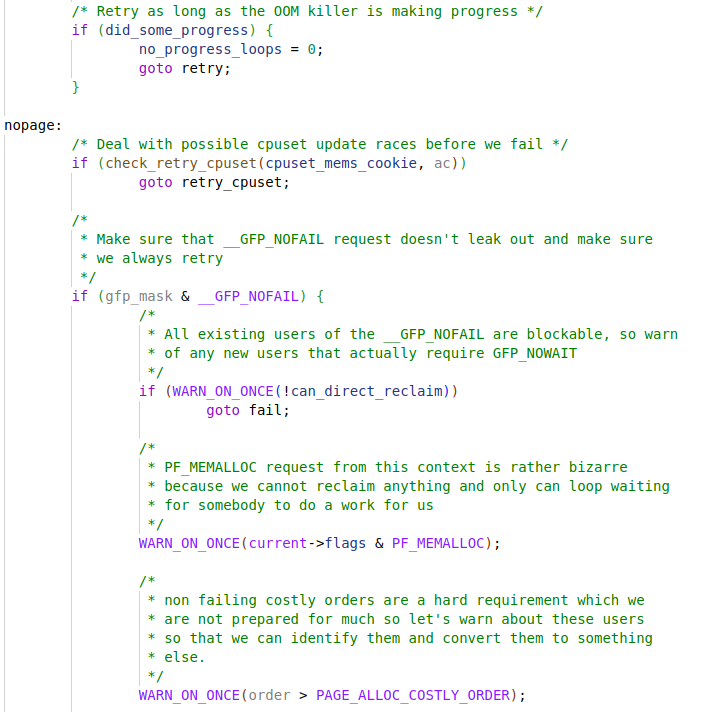 /* Retry as long as the OOM killer is making progress */
if (did_some_progress) {
no_progress_loops = 0;
goto retry;
}
nopage:
/* Deal with possible cpuset update races before we fail */
if (check_retry_cpuset(cpuset_mems_cookie, ac))
goto retry_cpuset;
/*
* Make sure that __GFP_NOFAIL request doesn't leak out and make sure
* we always retry
*/
if (gfp_mask & __GFP_NOFAIL) {
/*
* All existing users of the __GFP_NOFAIL are blockable, so warn
* of any new users that actually require GFP_NOWAIT
*/
if (WARN_ON_ONCE(!can_direct_reclaim))
goto fail;
/*
* PF_MEMALLOC request from this context is rather bizarre
* because we cannot reclaim anything and only can loop waiting
* for somebody to do a work for us
*/
WARN_ON_ONCE(current->flags & PF_MEMALLOC);
/*
* non failing costly orders are a hard requirement which we
* are not prepared for much so let's warn about these users
* so that we can identify them and convert them to something
* else.
*/
WARN_ON_ONCE(order > PAGE_ALLOC_COSTLY_ORDER);